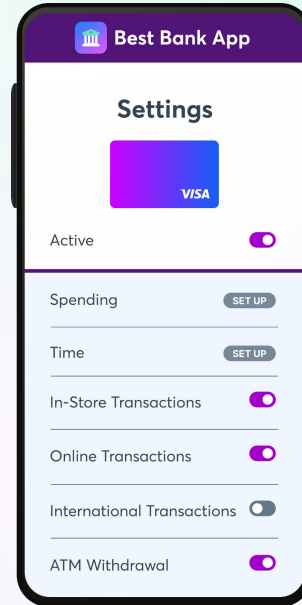 Best Bank App
Settings
VISA
Active
Spending SET UP
Time SET UP
In-Store Transactions
Online Transactions
International Transactions
ATM Withdrawal